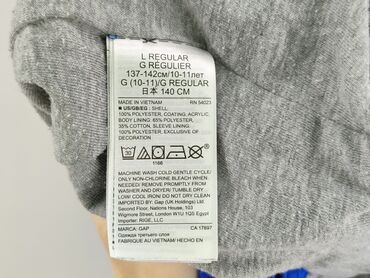 L REGULAR
G RÉGULIER
137-142см/10-11лет
G (10-11)/G REGULAR
日本 140 CM
MADE IN VIETNAM RN 54023
★ US/GB/EG : SHELL,
100% POLYESTER, COATING, ACRYLIC.
BODY LINING, 65% POLYESTER,
35% COTTON, SLEEVE LINING,
100% POLYESTER, EXCLUSIVE OF
DECORATION
30
1166
MACHINE WASH COLD GENTLE CYCLE/
USE ONLY NON-CHLORINE BLEACH WHEN
NEEDED/REMOVE PROMPTLY FROM
WASHER AND DRYER/TUMBLE DRY
LOW/COOL IRON/DO NOT DRY CLEAN
Imported by: Gap (UK Holdings) Ltd
Second Floor, Nations House, 103
Wigmore Street, London W1U 1QS Egypt
Importer: RIGE, LLC
MARCA: GAP CA 17897
Одежда третьего слоя
FABRIQUÉ AU VIETNAM/HECHO EN